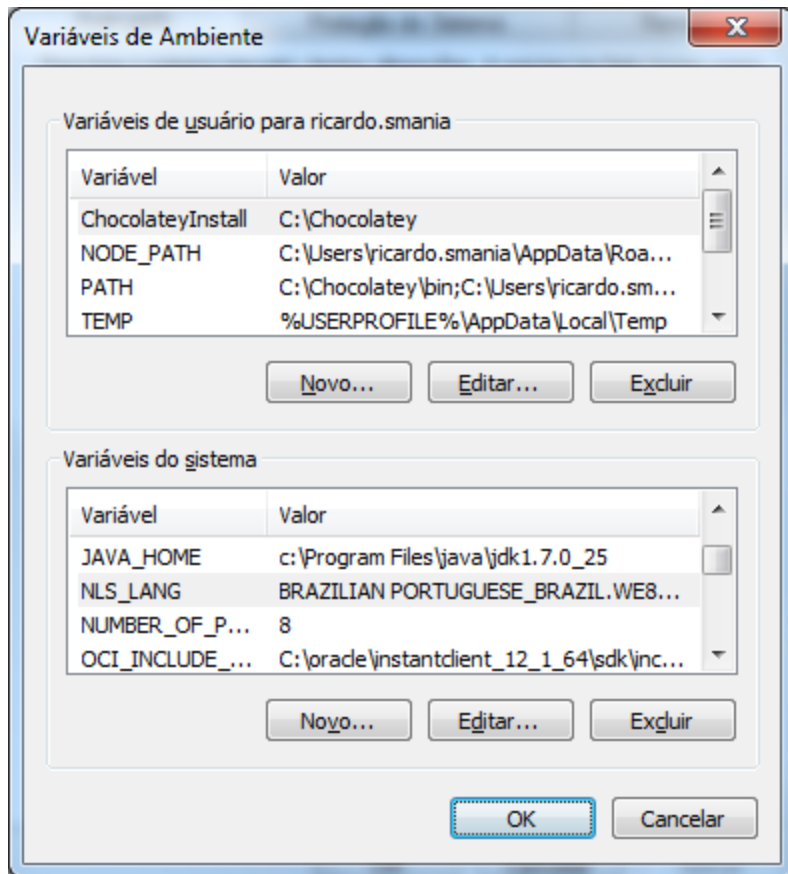 Variáveis de Ambiente
Variáveis de usuário para ricardo.smania
Variável Valor
ChocolateyInstall C:\Chocolatey
NODE_PATH C:\Users\ricardo.smania\AppData\Roa...
PATH C:\Chocolatey\bin;C:\Users\ricardo.sm...
TEMP %USERPROFILE%\AppData\Local\Temp
Novo... Editar... Excluir
Variáveis do sistema
Variável Valor
JAVA_HOME c:\Program Files\java\jdk1.7.0_25
NLS_LANG BRAZILIAN PORTUGUESE_BRAZIL.WE8...
NUMBER_OF_P... 8
OCI_INCLUDE_... C:\oracle\instantclient_12_1_64\sdk\inc...
Novo... Editar... Excluir
OK Cancelar